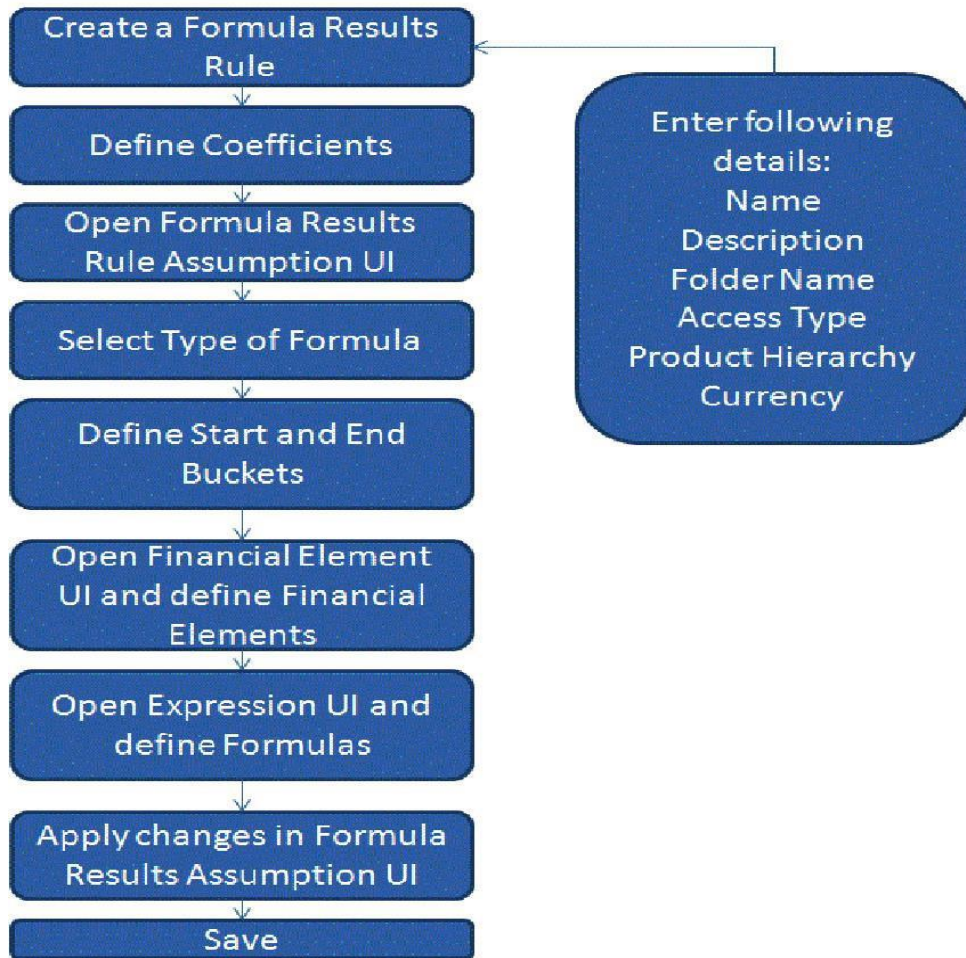 Create a Formula Results
Rule
Define Coefficients
Open Formula Results
Rule Assumption UI
Select Type of Formula
Define Start and End
Buckets
Open Financial Element
UI and define Financial
Elements
Open Expression UI and
define Formulas
Apply changes in Formula
Results Assumption UI
Save
Enter following
details:
Name
Description
Folder Name
Access Type
Product Hierarchy
Currency